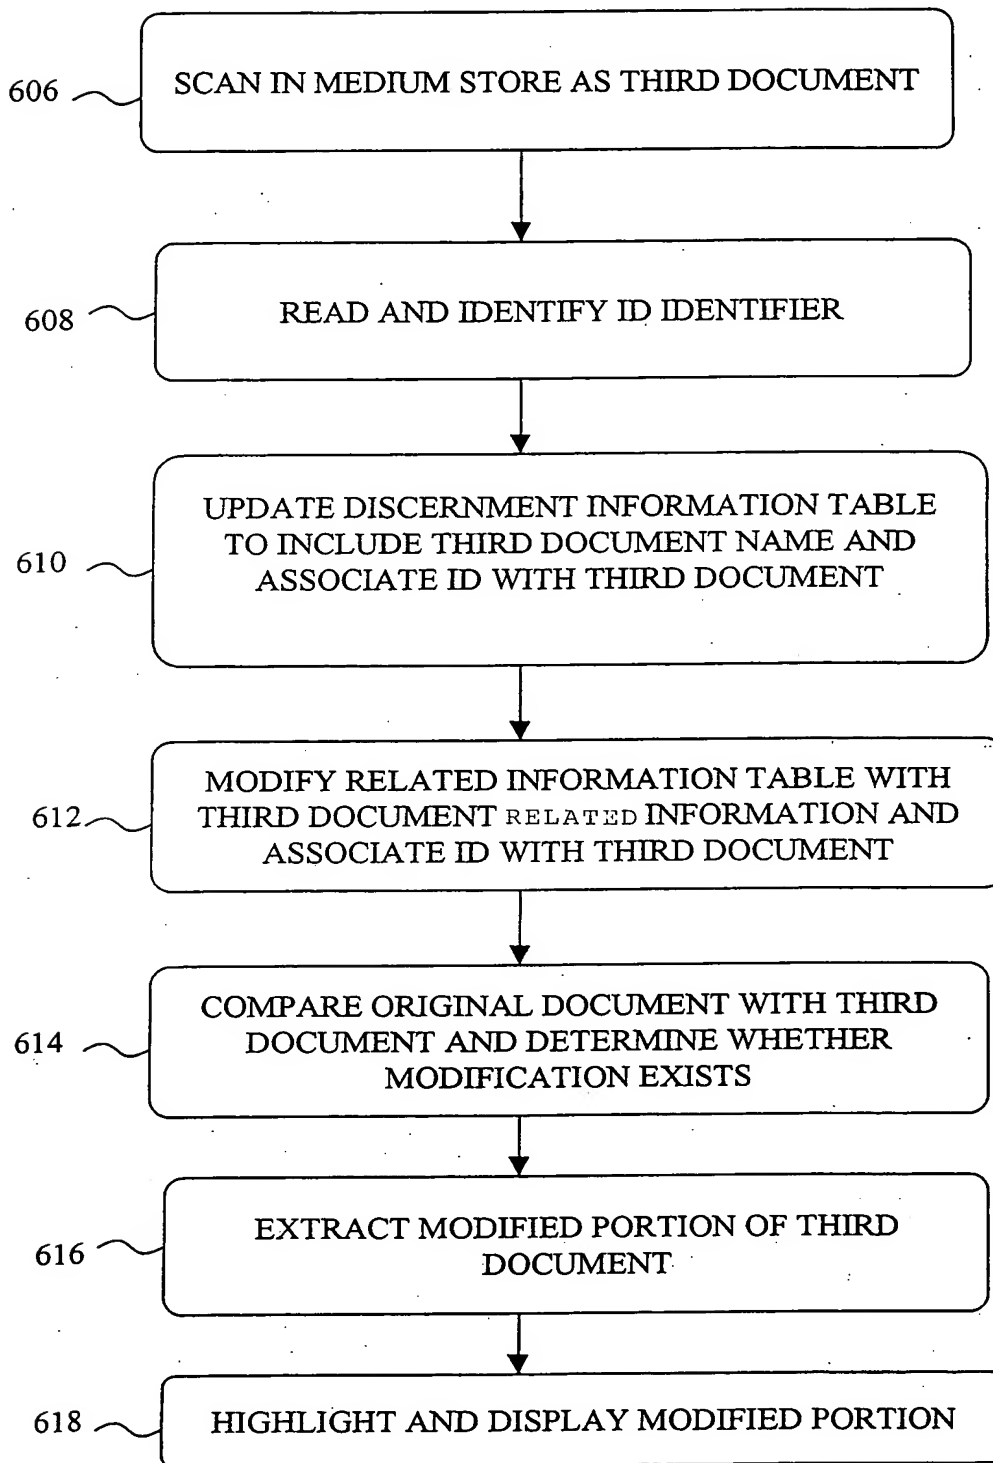 606
SCAN IN MEDIUM STORE AS THIRD DOCUMENT
608
READ AND IDENTIFY ID IDENTIFIER
610
UPDATE DISCERNMENT INFORMATION TABLE
TO INCLUDE THIRD DOCUMENT NAME AND
ASSOCIATE ID WITH THIRD DOCUMENT
612
MODIFY RELATED INFORMATION TABLE WITH
THIRD DOCUMENT RELATED INFORMATION AND
ASSOCIATE ID WITH THIRD DOCUMENT
614
COMPARE ORIGINAL DOCUMENT WITH THIRD
DOCUMENT AND DETERMINE WHETHER
MODIFICATION EXISTS
616
EXTRACT MODIFIED PORTION OF THIRD
DOCUMENT
618
HIGHLIGHT AND DISPLAY MODIFIED PORTION